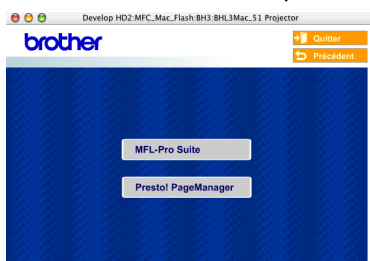 Develop HD2:MFC_Mac_Flash:BH3:BHL3Mac_51 Projector
brother
Quitter
Précédent
MFL-Pro Suite
Presto! PageManager